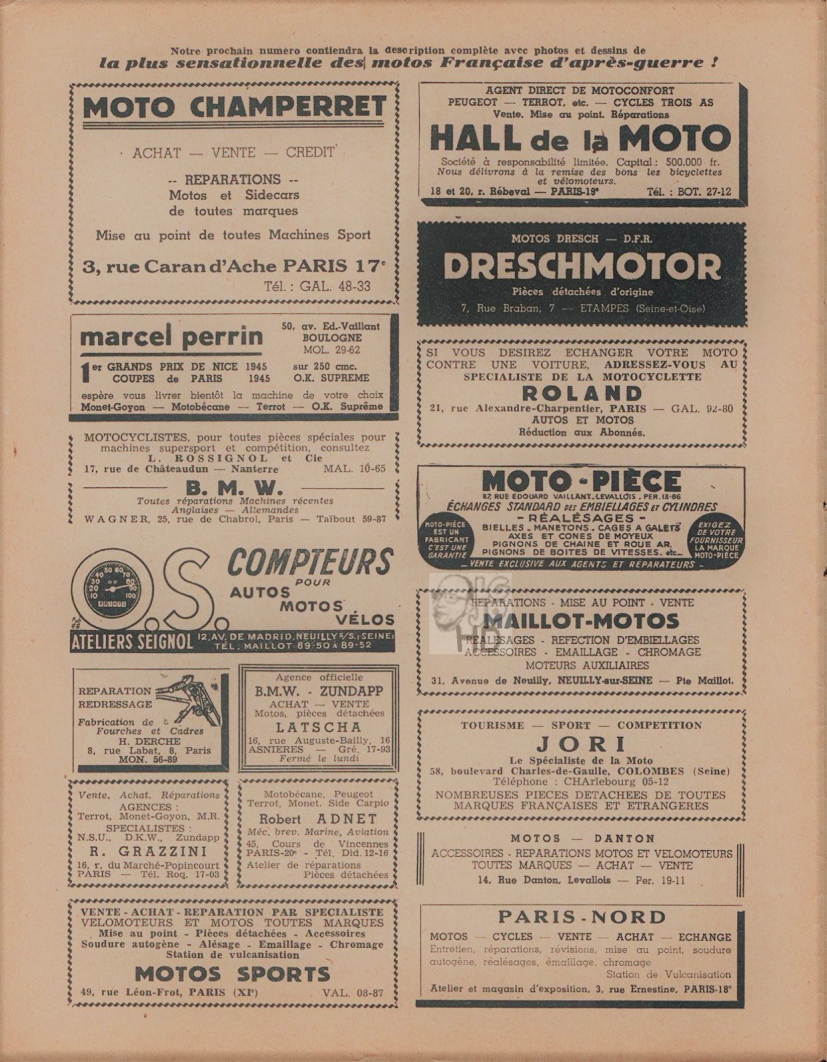 Notre prochain numéro contiendra la description complète avec photos et dessins de
la plus sensationnelle des motos Française d'après-guerre !
MOTO CHAMPERRET
ACHAT — VENTE — CREDIT
-- REPARATIONS --
Motos et Sidecars
de toutes marques
Mise au point de toutes Machines Sport
3, rue Caran d'Ache PARIS 17e
Tél. : GAL. 48-33
marcel perrin
50, av. Ed.-Vaillant
BOULOGNE
MOL. 29-62
1er GRANDS PRIX DE NICE 1945 sur 250 cmc.
COUPES de PARIS 1945 O.K. SUPREME
espère vous livrer bientôt la machine de votre choix
Monet-Goyon — Motobécane — Terrot — O.K. Suprême
MOTOCYCLISTES, pour toutes pièces spéciales pour
machines supersport et compétition, consultez
L. ROSSIGNOL et Cie
17, rue de Châteaudun — Nanterre MAL. 10-65
B. M. W.
Toutes réparations Machines récentes
Anglaises — Allemandes
WAGNER, 25, rue de Chabrol, Paris — Taïbout 59-87
O.S. COMPTEURS
POUR
AUTOS
MOTOS
VÉLOS
ATELIERS SEIGNOL 12, AV. DE MADRID, NEUILLY S/S. (SEINE)
TÉL. MAILLOT 89-50 à 89-52
REPARATION
REDRESSAGE
Fabrication de
Fourches et Cadres
H. DERCHE
8, rue Labat, 8, Paris
MON. 56-89
Agence officielle
B.M.W. - ZUNDAPP
ACHAT — VENTE
Motos, pièces détachées
LATSCHA
16, rue Auguste-Bailly, 16
ASNIERES — Gré. 17-93
Fermé le lundi
Vente. Achat. Réparations
AGENCES :
Terrot, Monet-Goyon, M.R.
SPECIALISTES :
N.S.U., D.K.W., Zundapp
R. GRAZZINI
16, r. du Marché-Popincourt
PARIS — Tél. Roq. 17-03
Motobécane, Peugeot
Terrot, Monet. Side Carpio
Robert ADNET
Méc. brev. Marine, Aviation
45, Cours de Vincennes
PARIS-20e - Tél. Did. 12-16
Atelier de réparations
Pièces détachées
VENTE - ACHAT - REPARATION PAR SPECIALISTE
VELOMOTEURS ET MOTOS TOUTES MARQUES
Mise au point - Pièces détachées - Accessoires
Soudure autogène - Alésage - Emaillage - Chromage
Station de vulcanisation
MOTOS SPORTS
49, rue Léon-Frot, PARIS (XIe) VAL. 08-87
AGENT DIRECT DE MOTOCONFORT
PEUGEOT — TERROT, etc. — CYCLES TROIS AS
Vente. Mise au point. Réparations
HALL de la MOTO
Société à responsabilité limitée. Capital : 500.000 fr.
Nous délivrons à la remise des bons les bicyclettes
et vélomoteurs.
18 et 20, r. Rébeval — PARIS-19e Tél. : BOT. 27-12
MOTOS DRESCH — D.F.R.
DRESCHMOTOR
Pièces détachées d'origine
7, Rue Braban, 7 — ETAMPES (Seine-et-Oise)
SI VOUS DESIREZ ECHANGER VOTRE MOTO
CONTRE UNE VOITURE, ADRESSEZ-VOUS AU
SPECIALISTE DE LA MOTOCYCLETTE
ROLAND
21, rue Alexandre-Charpentier, PARIS — GAL. 92-80
AUTOS ET MOTOS
Réduction aux Abonnés.
MOTO-PIÈCE
82 RUE EDOUARD VAILLANT. LEVALLOIS. PER. 13-86
ÉCHANGES STANDARD DES EMBIELLAGES ET CYLINDRES
- RÉALÉSAGES -
BIELLES - MANETONS - CAGES A GALETS
AXES ET CONES DE MOYEUX
PIGNONS DE CHAINE ET ROUE AR.
PIGNONS DE BOITES DE VITESSES. etc...
MOTO-PIÈCE
EST UN
FABRICANT
C'EST UNE
GARANTIE
EXIGEZ
DE VOTRE
FOURNISSEUR
LA MARQUE
MOTO-PIÈCE
- VENTE EXCLUSIVE AUX AGENTS ET RÉPARATEURS -
REPARATIONS - MISE AU POINT - VENTE
MAILLOT-MOTOS
RÉALESAGES - REFECTION D'EMBIELLAGES
ACCESSOIRES - EMAILLAGE - CHROMAGE
MOTEURS AUXILIAIRES
31, Avenue de Neuilly, NEUILLY-sur-SEINE — Pte Maillot.
TOURISME — SPORT — COMPETITION
JORI
Le Spécialiste de la Moto
58, boulevard Charles-de-Gaulle, COLOMBES (Seine)
Téléphone : CHArlebourg 05-12
NOMBREUSES PIECES DETACHEES DE TOUTES
MARQUES FRANÇAISES ET ETRANGERES
MOTOS — DANTON
ACCESSOIRES - REPARATIONS MOTOS ET VELOMOTEURS
TOUTES MARQUES — ACHAT — VENTE
14, Rue Danton, Levallois — Per. 19-11
PARIS-NORD
MOTOS — CYCLES — VENTE — ACHAT — ECHANGE
Entretien, réparations, révisions, mise au point, soudure
autogène, réalésages, émaillage, chromage
Station de Vulcanisation
Atelier et magasin d'exposition, 3, rue Ernestine, PARIS-18e